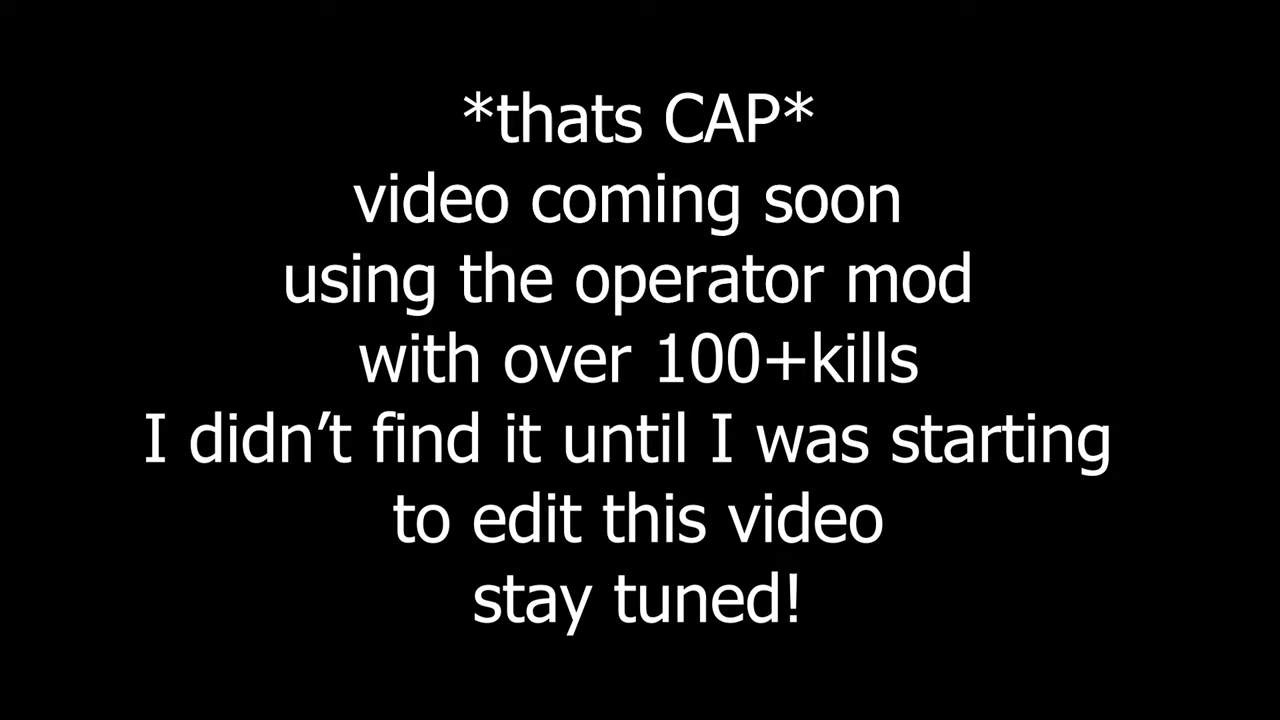 *thats CAP*
video coming soon
using the operator mod
with over 100+kills
I didn’t find it until I was starting
to edit this video
stay tuned!